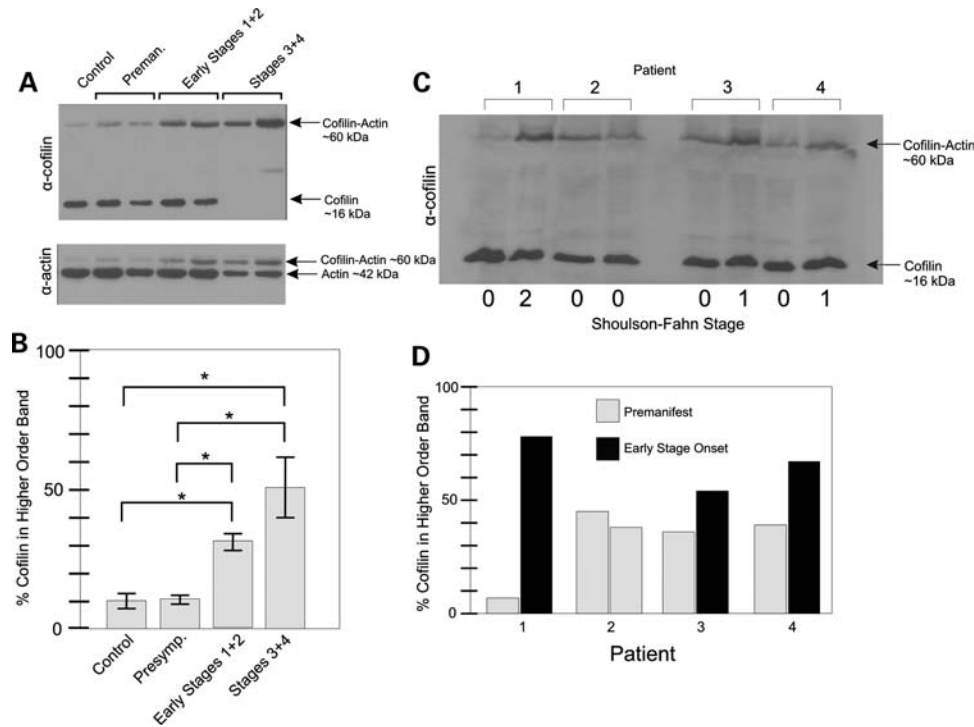 A
Control
Preman.
Early Stages 1+2
Stages 3+4
α-cofilin
Cofilin-Actin
~60 kDa
Cofilin
~16 kDa
α-actin
Cofilin-Actin ~60 kDa
Actin ~42 kDa
B
% Cofilin in Higher Order Band
100
50
0
*
*
*
*
Control
Presymp.
Early Stages 1+2
Stages 3+4
C
Patient
1 2 3 4
α-cofilin
Cofilin-Actin
~60 kDa
Cofilin
~16 kDa
0 2 0 0 0 1 0 1
Shoulson-Fahn Stage
D
% Cofilin in Higher Order Band
100
50
0
Premanifest
Early Stage Onset
1 2 3 4
Patient